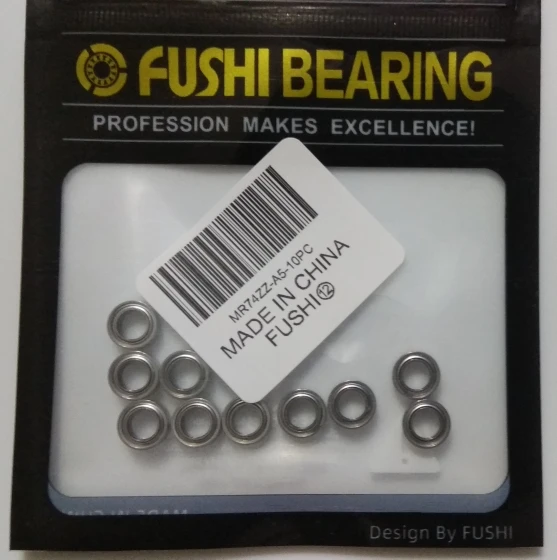 FUSHI BEARING
PROFESSION MAKES EXCELLENCE!
MR74ZZ-A5-10PC
MADE IN CHINA
FUSHI⑫
Design By FUSHI